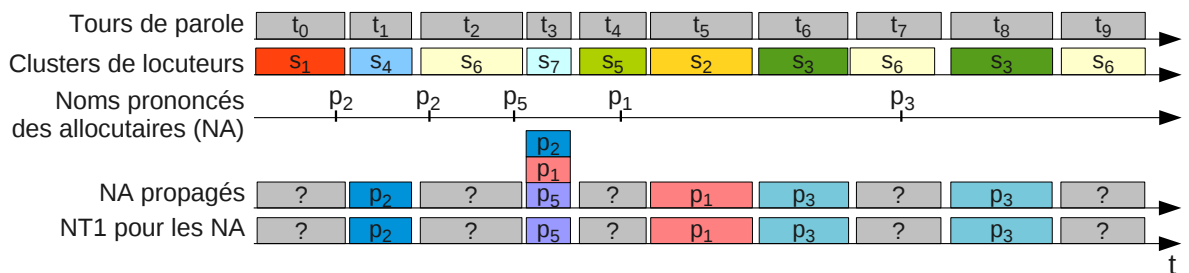 Tours de parole t0 t1 t2 t3 t4 t5 t6 t7 t8 t9
Clusters de locuteurs s1 s4 s6 s7 s5 s2 s3 s6 s3 s6
Noms prononcés
des allocutaires (NA)
p2 p2 p5 p1 p3
p2
p1
NA propagés ? p2 ? p5 ? p1 p3 ? p3 ?
NT1 pour les NA ? p2 ? p5 ? p1 p3 ? p3 ?
t